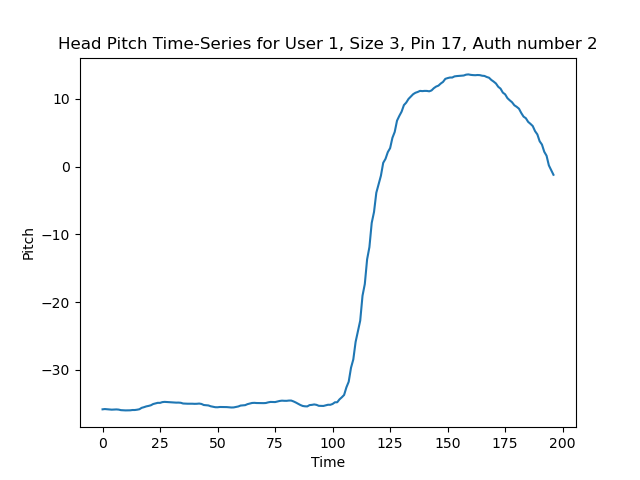 Head Pitch Time-Series for User 1, Size 3, Pin 17, Auth number 2
Pitch
10
0
−10
−20
−30
0 25 50 75 100 125 150 175 200
Time